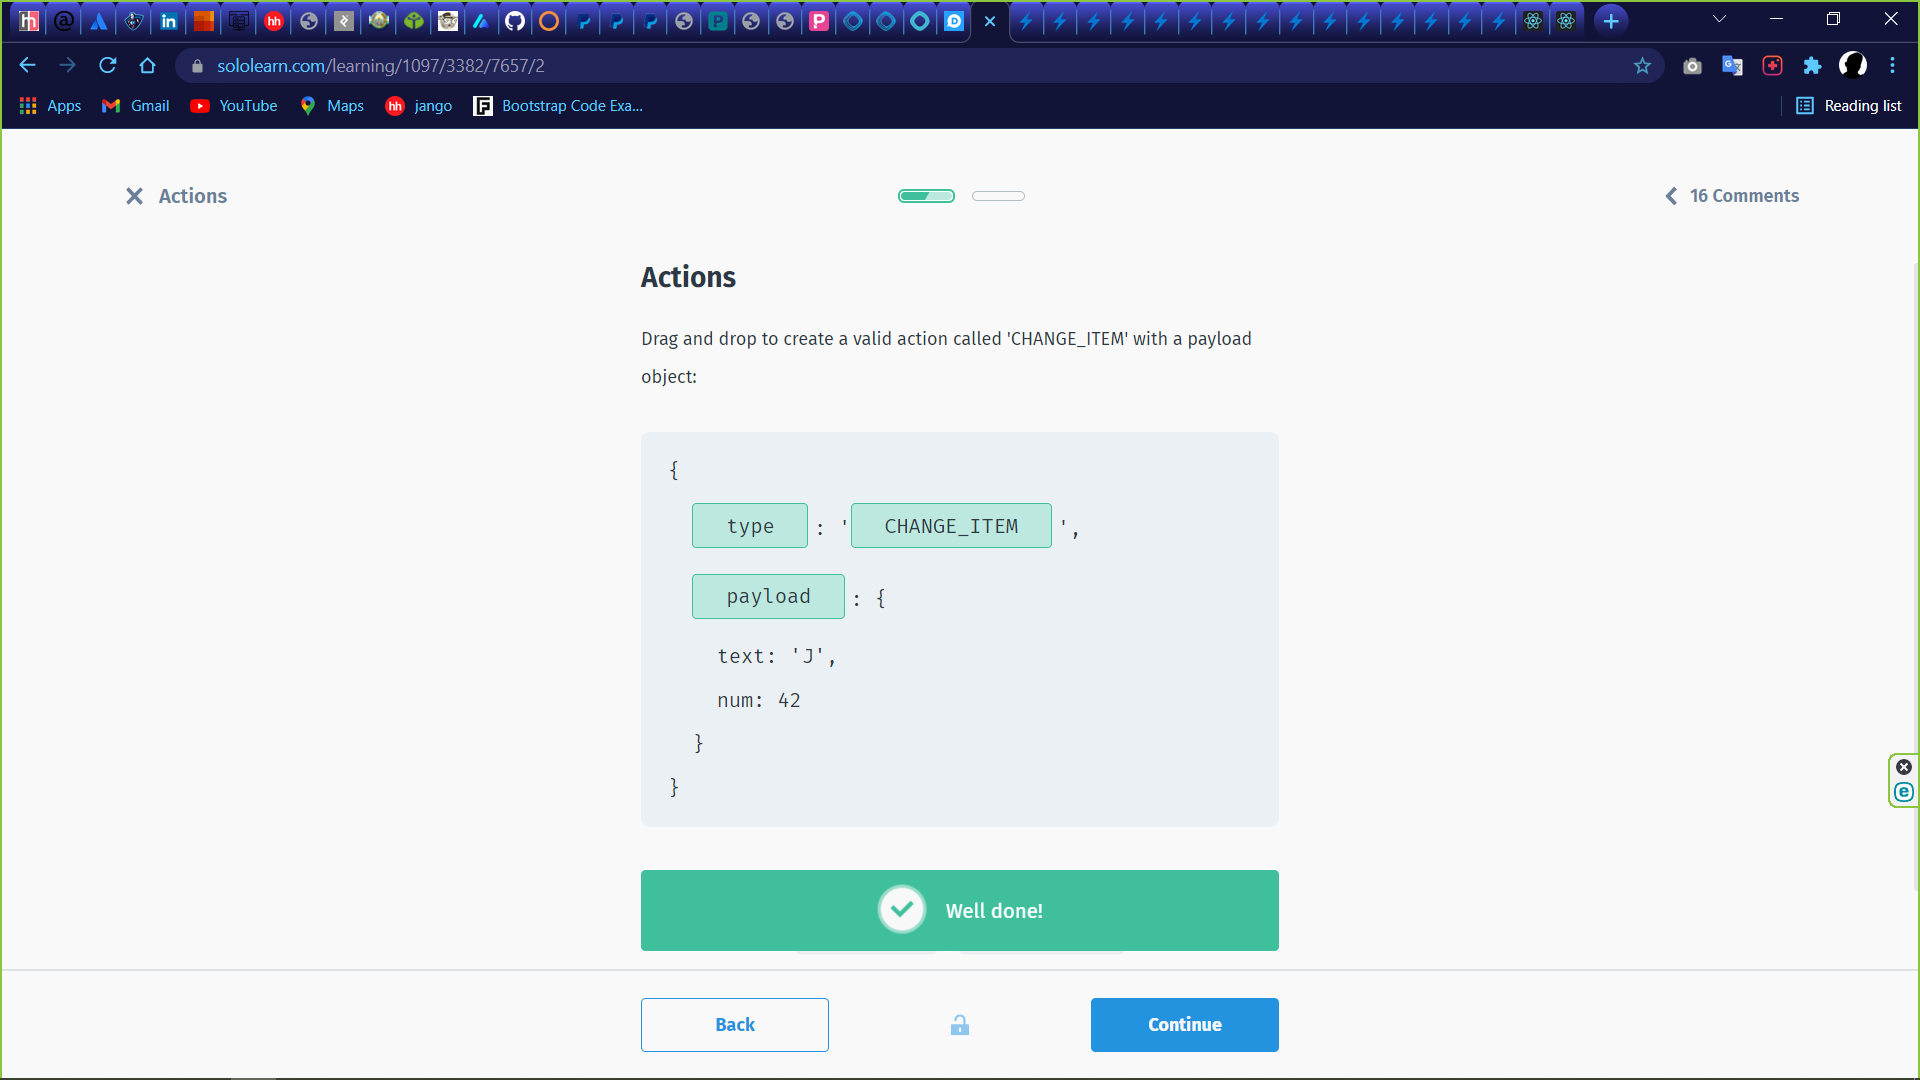 sololearn.com/learning/1097/3382/7657/2
Apps Gmail YouTube Maps jango Bootstrap Code Exa... Reading list
Actions 16 Comments
Actions
Drag and drop to create a valid action called 'CHANGE_ITEM' with a payload
object:
{
type : ' CHANGE_ITEM ',
payload : {
text: 'J',
num: 42
}
}
Well done!
Back Continue